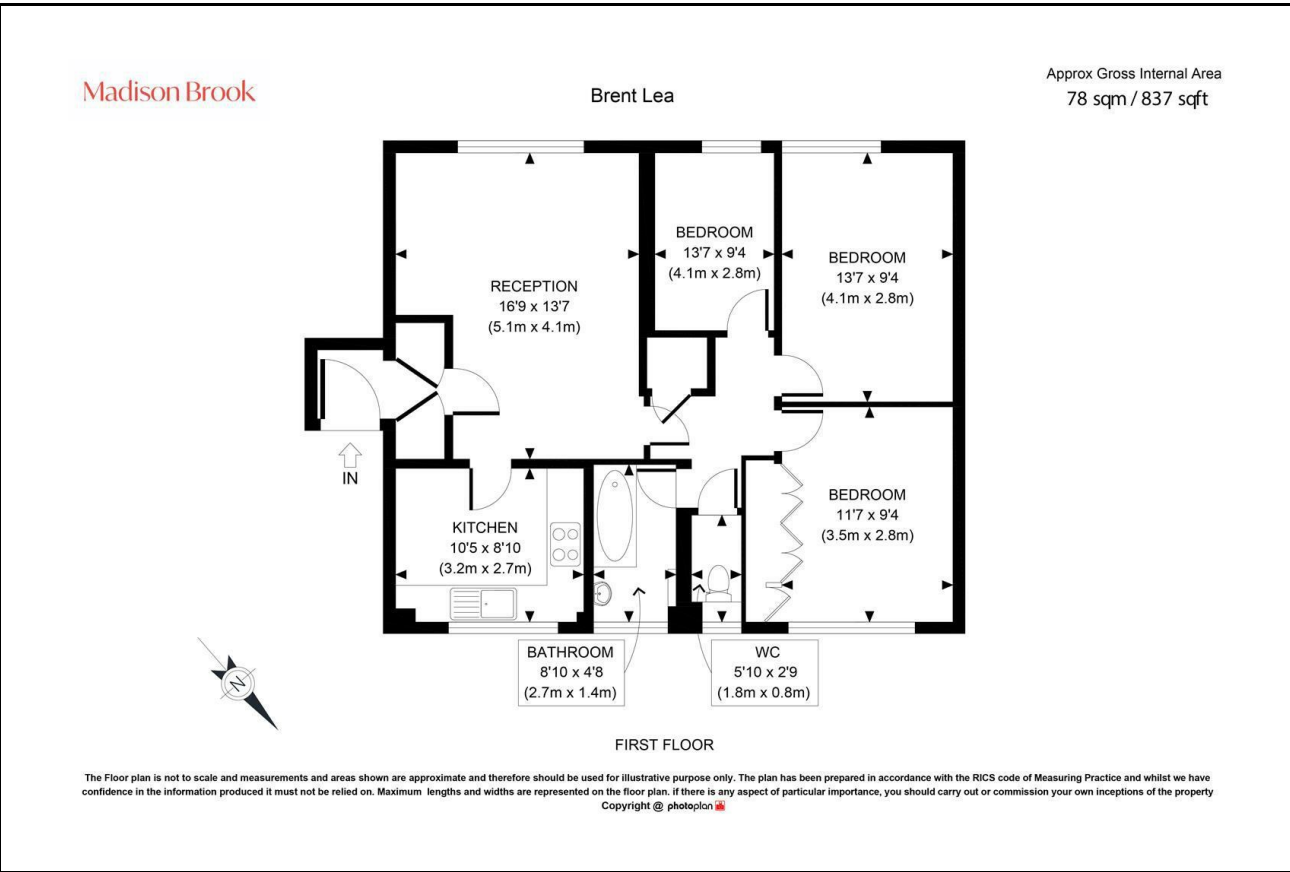 Madison Brook
Brent Lea
Approx Gross Internal Area
78 sqm / 837 sqft
BEDROOM
13'7 x 9'4
(4.1m x 2.8m)
BEDROOM
13'7 x 9'4
(4.1m x 2.8m)
RECEPTION
16'9 x 13'7
(5.1m x 4.1m)
IN
KITCHEN
10'5 x 8'10
(3.2m x 2.7m)
BEDROOM
11'7 x 9'4
(3.5m x 2.8m)
BATHROOM
8'10 x 4'8
(2.7m x 1.4m)
WC
5'10 x 2'9
(1.8m x 0.8m)
N
FIRST FLOOR
The Floor plan is not to scale and measurements and areas shown are approximate and therefore should be used for illustrative purpose only. The plan has been prepared in accordance with the RICS code of Measuring Practice and whilst we have
confidence in the information produced it must not be relied on. Maximum lengths and widths are represented on the floor plan. if there is any aspect of particular importance, you should carry out or commission your own inceptions of the property
Copyright @ photoplan